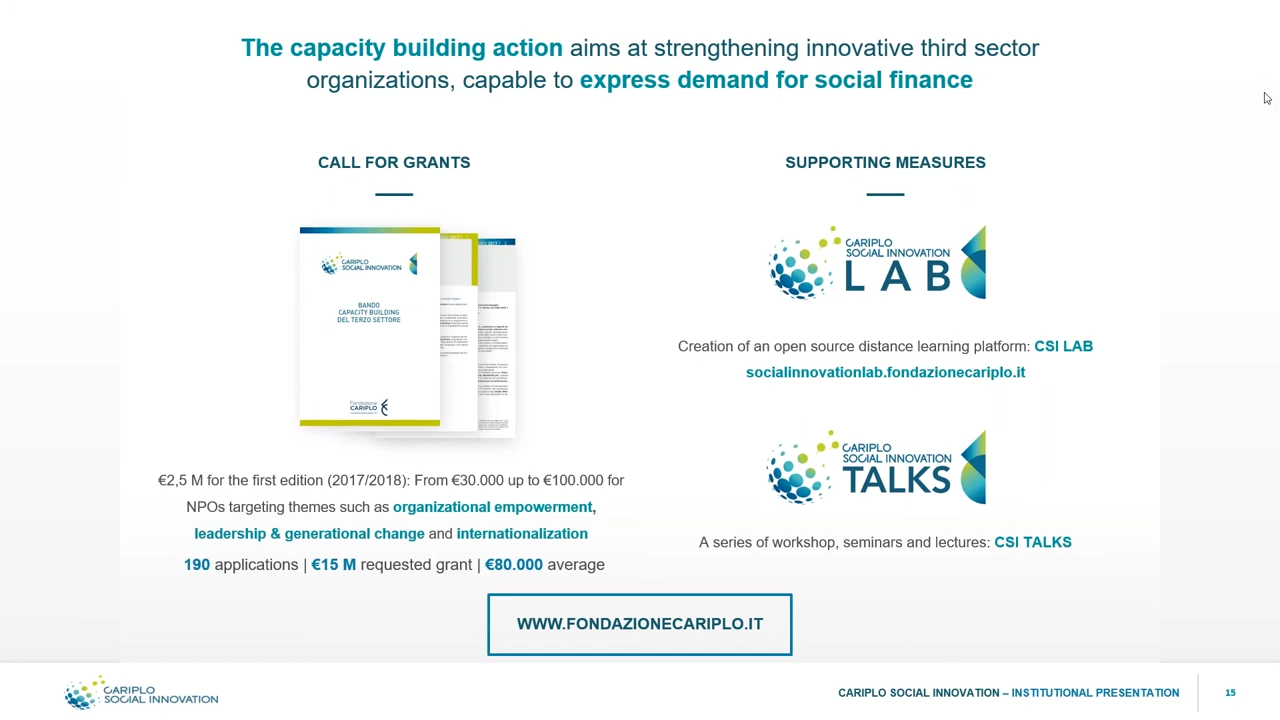 The capacity building action aims at strengthening innovative third sector
organizations, capable to express demand for social finance
CALL FOR GRANTS
CARIPLO
SOCIAL INNOVATION
BANDO
CAPACITY BUILDING
DEL TERZO SETTORE
Fondazione
CARIPLO
€2,5 M for the first edition (2017/2018): From €30.000 up to €100.000 for
NPOs targeting themes such as organizational empowerment,
leadership & generational change and internationalization
190 applications | €15 M requested grant | €80.000 average
SUPPORTING MEASURES
CARIPLO
SOCIAL INNOVATION
LAB
Creation of an open source distance learning platform: CSI LAB
socialinnovationlab.fondazionecariplo.it
CARIPLO
SOCIAL INNOVATION
TALKS
A series of workshop, seminars and lectures: CSI TALKS
WWW.FONDAZIONECARIPLO.IT
CARIPLO
SOCIAL INNOVATION
CARIPLO SOCIAL INNOVATION – INSTITUTIONAL PRESENTATION
15